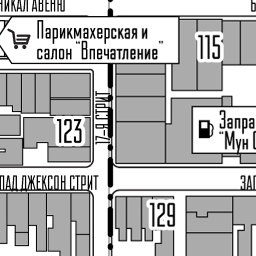 НИКАЛ АВЕНЮ
Парикмахерская и
салон "Впечатление"
115
17-Я СТРИТ
123
Запра
"Мун
ПАД ДЖЕКСОН СТРИТ
ЗАП
129